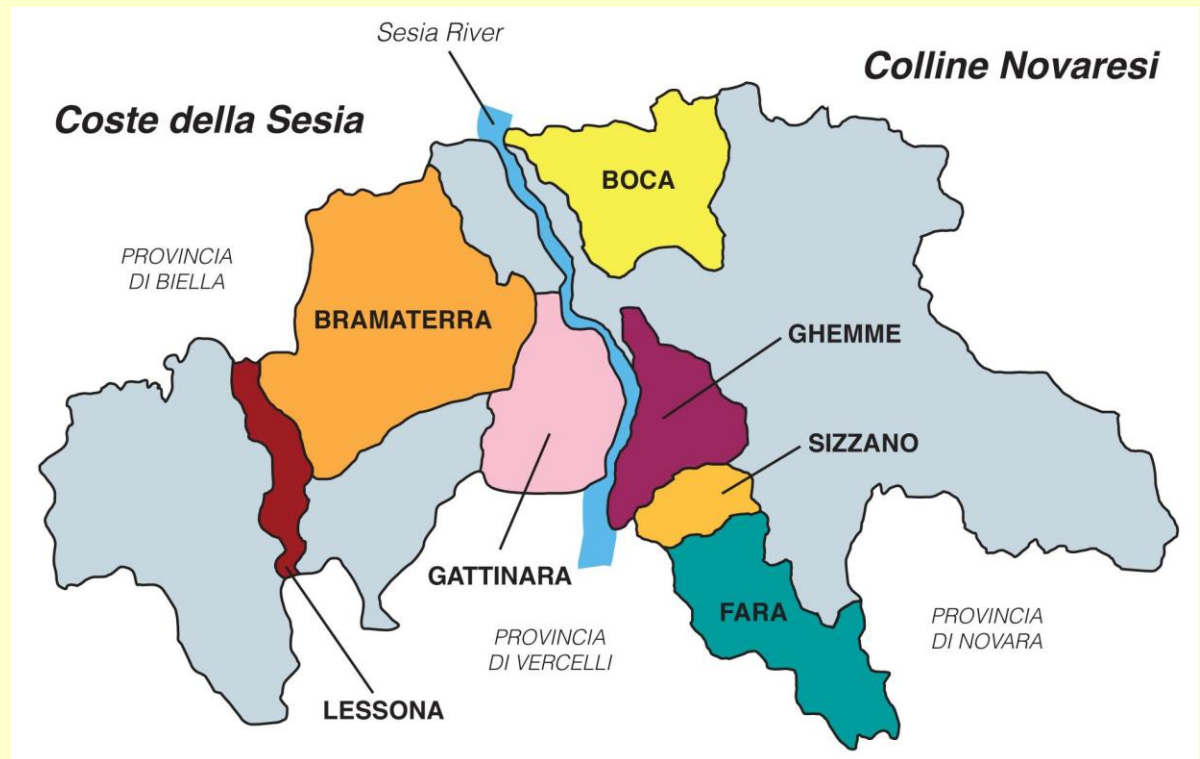 Sesia River
Colline Novaresi
Coste della Sesia
BOCA
PROVINCIA
DI BIELLA
BRAMATERRA
GHEMME
SIZZANO
GATTINARA
FARA
PROVINCIA
DI NOVARA
PROVINCIA
DI VERCELLI
LESSONA